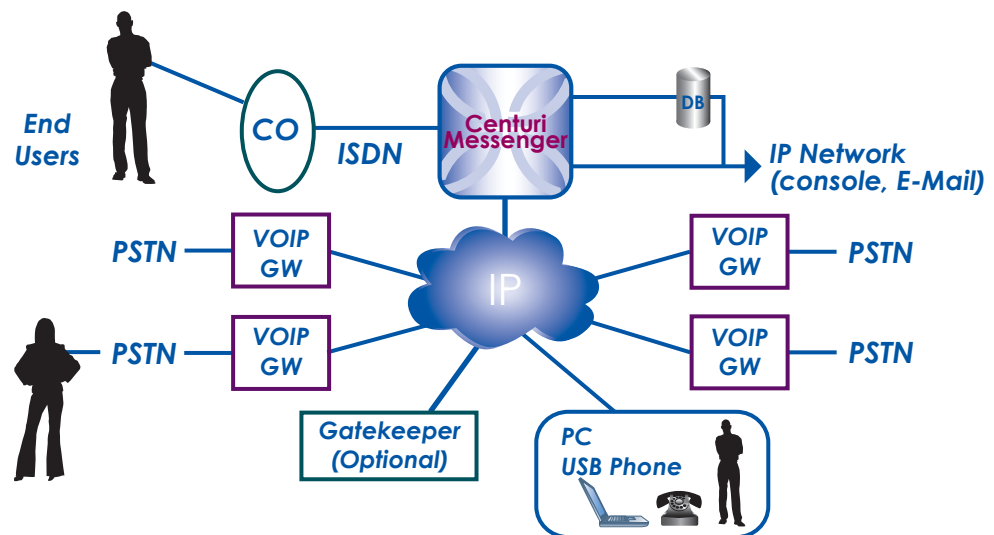 End
Users
CO
ISDN
Centuri
Messenger
DB
IP Network
(console, E-Mail)
PSTN
VOIP
GW
IP
VOIP
GW
PSTN
PSTN
VOIP
GW
VOIP
GW
PSTN
Gatekeeper
(Optional)
PC
USB Phone